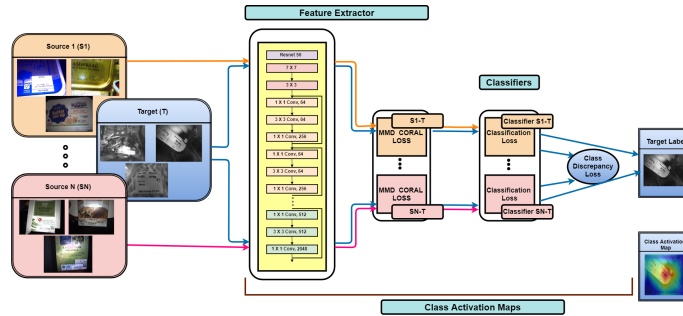 Feature Extractor
Source 1 (S1)
Target (T)
Source N (SN)
Resnet 50
7 X 7
3 X 3
1 X 1 Conv, 64
3 X 3 Conv, 64
1 X 1 Conv, 256
1 X 1 Conv, 64
3 X 3 Conv, 64
1 X 1 Conv, 256
1 X 1 Conv, 512
3 X 3 Conv, 512
1 X 1 Conv, 2048
S1-T
MMD CORAL
LOSS
MMD CORAL
LOSS
SN-T
Classifiers
Classifier S1-T
Classification
Loss
Classification
Loss
Classifier SN-T
Class
Discrepancy
Loss
Target Label
Class Activation
Map
Class Activation Maps